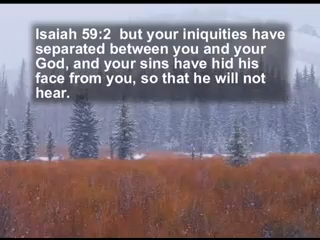 Isaiah 59:2  but your iniquities have
separated between you and your
God, and your sins have hid his
face from you, so that he will not
hear.